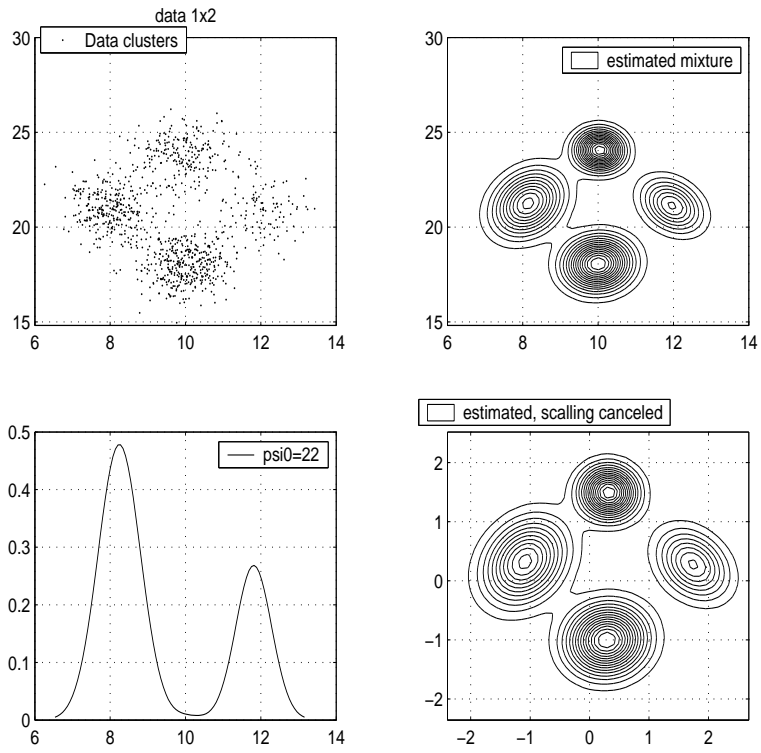 data 1x2
Data clusters
30
25
20
15
6 8 10 12 14
estimated mixture
30
25
20
15
6 8 10 12 14
psi0=22
0.5
0.4
0.3
0.2
0.1
0
6 8 10 12 14
estimated, scalling canceled
2
1
0
−1
−2
−2 −1 0 1 2